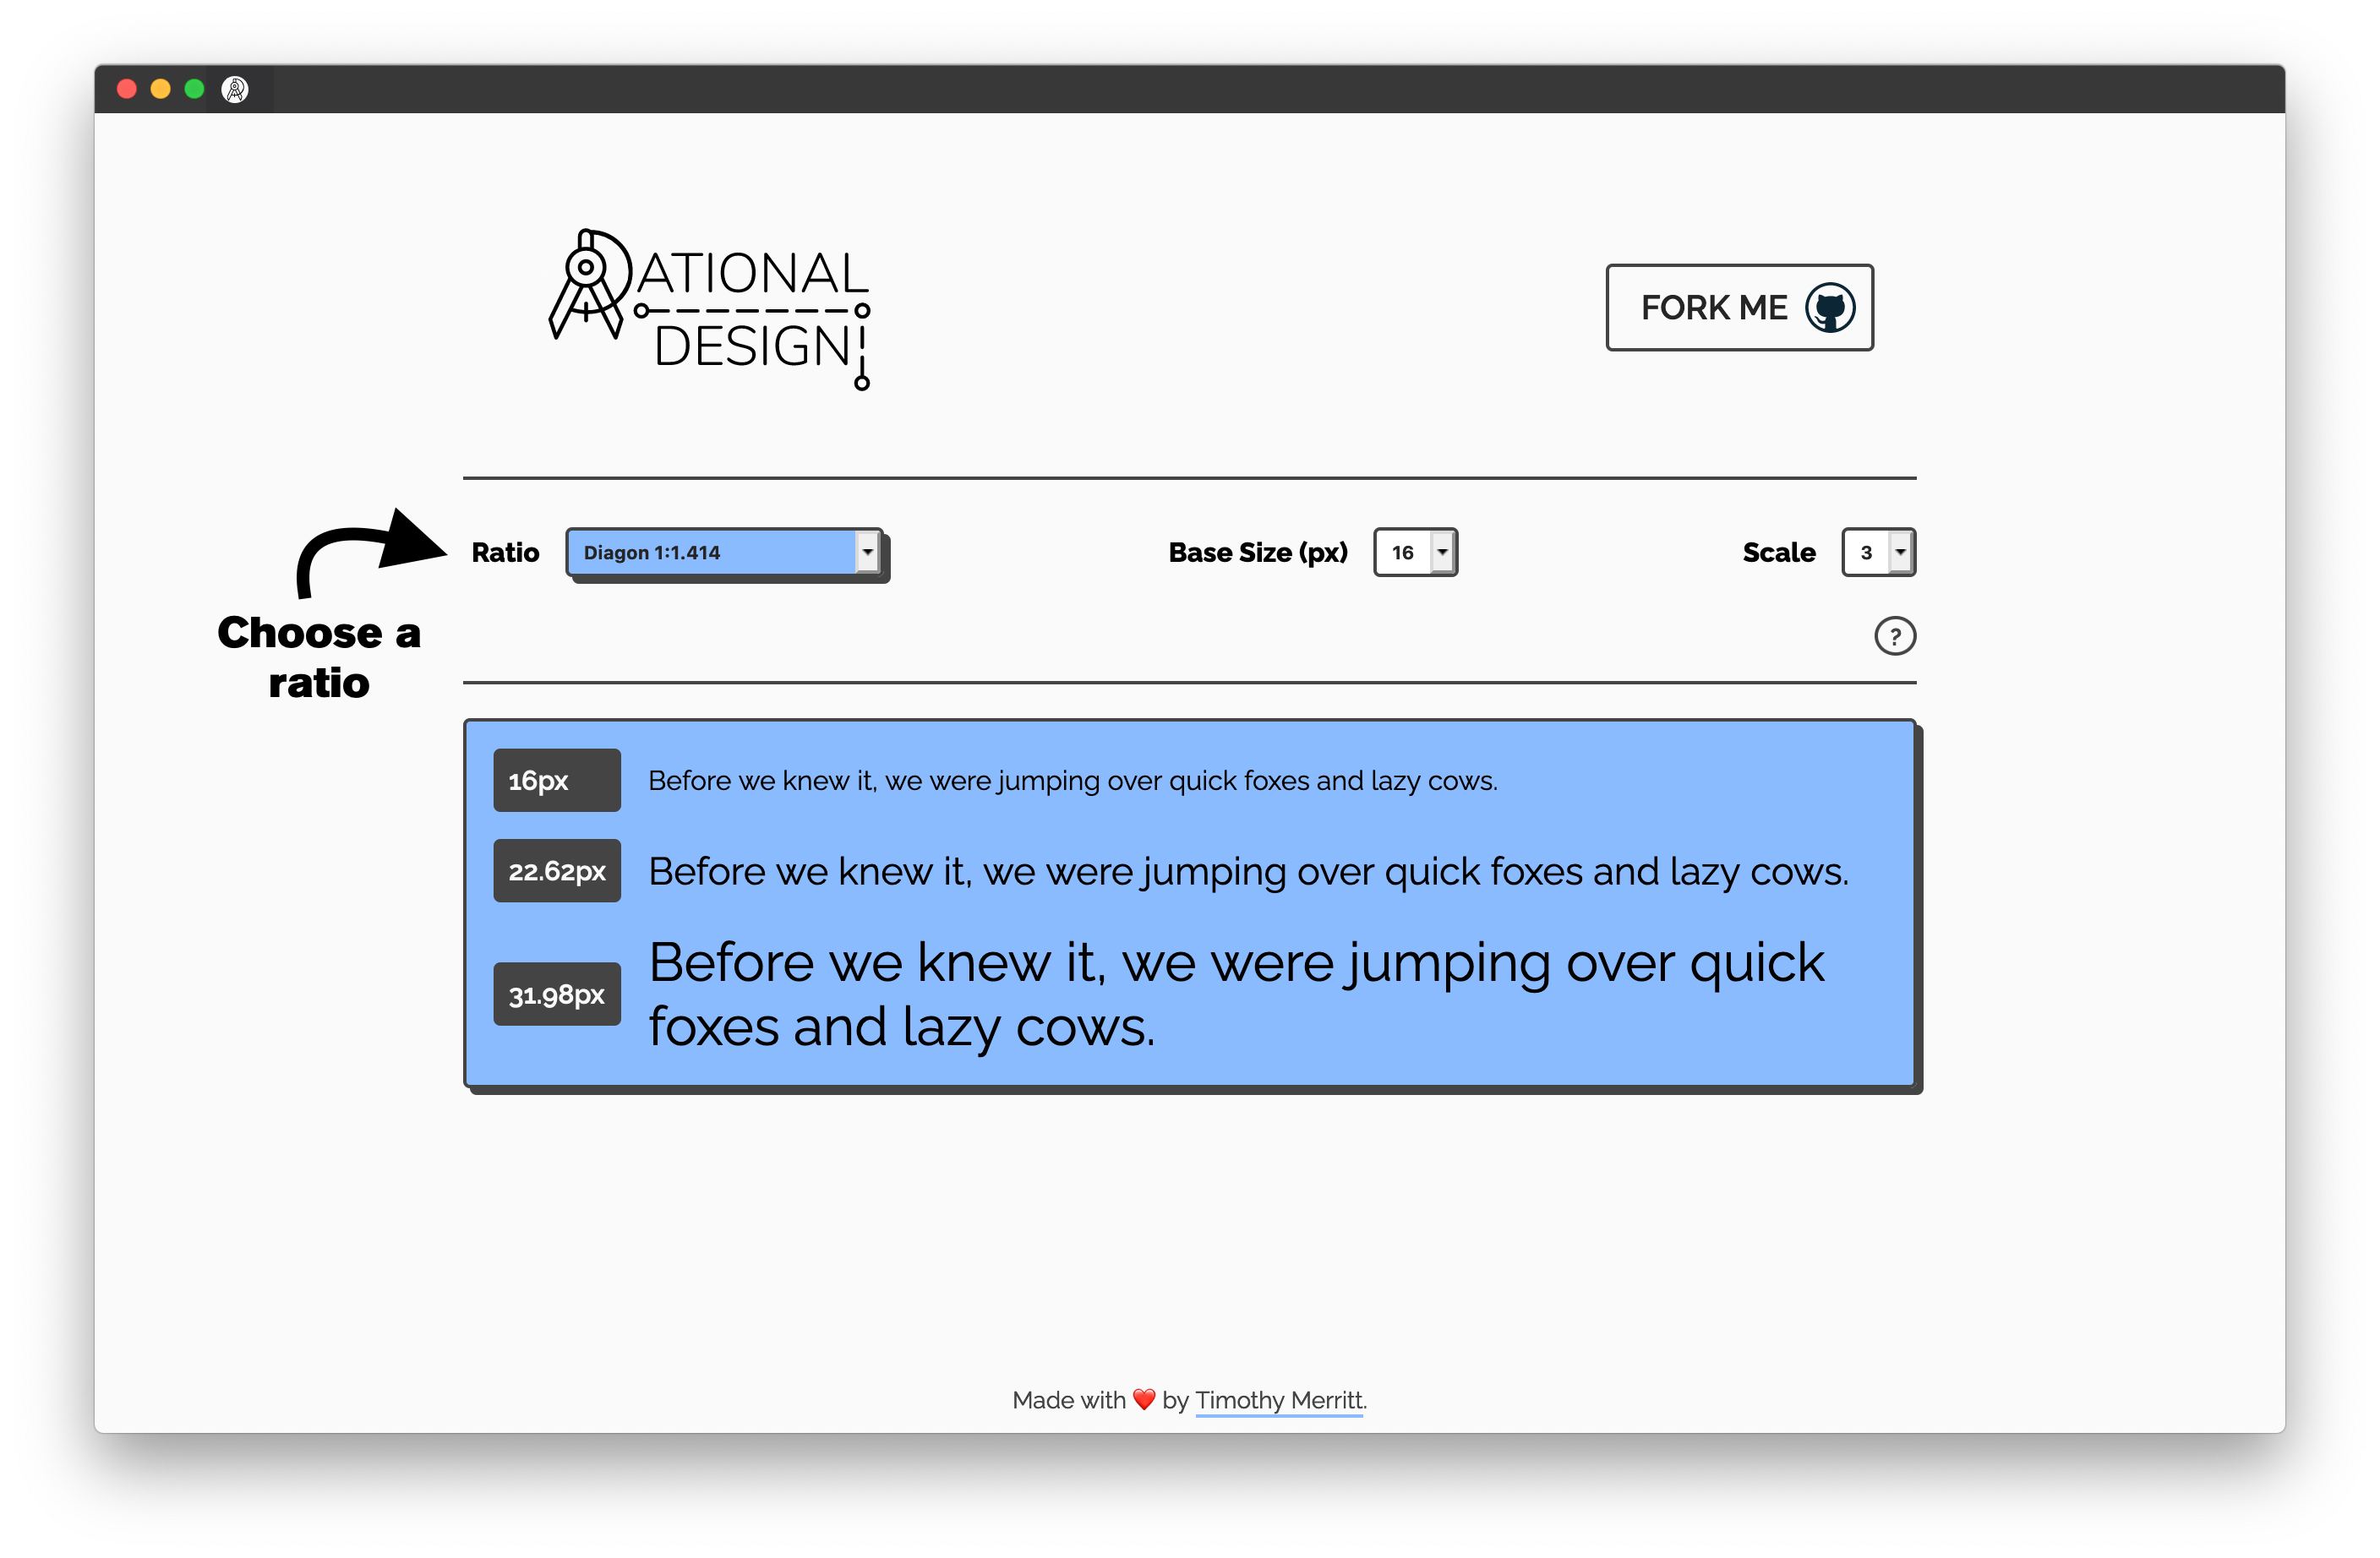 RATIONAL
DESIGN
FORK ME
Ratio
Diagon 1:1.414
Base Size (px)
16
Scale
3
Choose a
ratio
?
16px
Before we knew it, we were jumping over quick foxes and lazy cows.
22.62px
Before we knew it, we were jumping over quick foxes and lazy cows.
31.98px
Before we knew it, we were jumping over quick
foxes and lazy cows.
Made with ❤️ by Timothy Merritt.